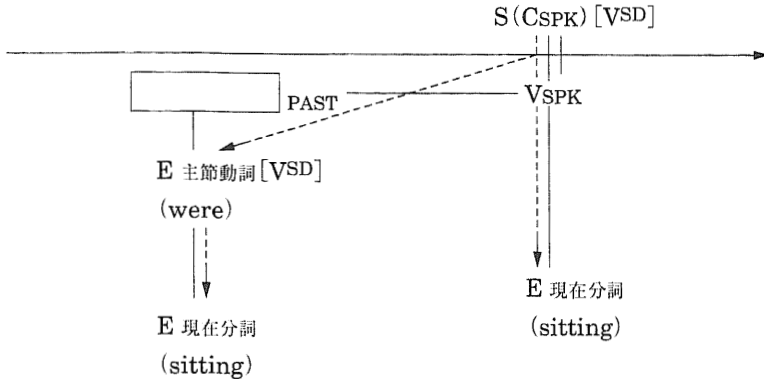 S(CSPK)[VSD]
PAST
VSPK
E 主節動詞[VSD]
(were)
E 現在分詞
(sitting)
E 現在分詞
(sitting)